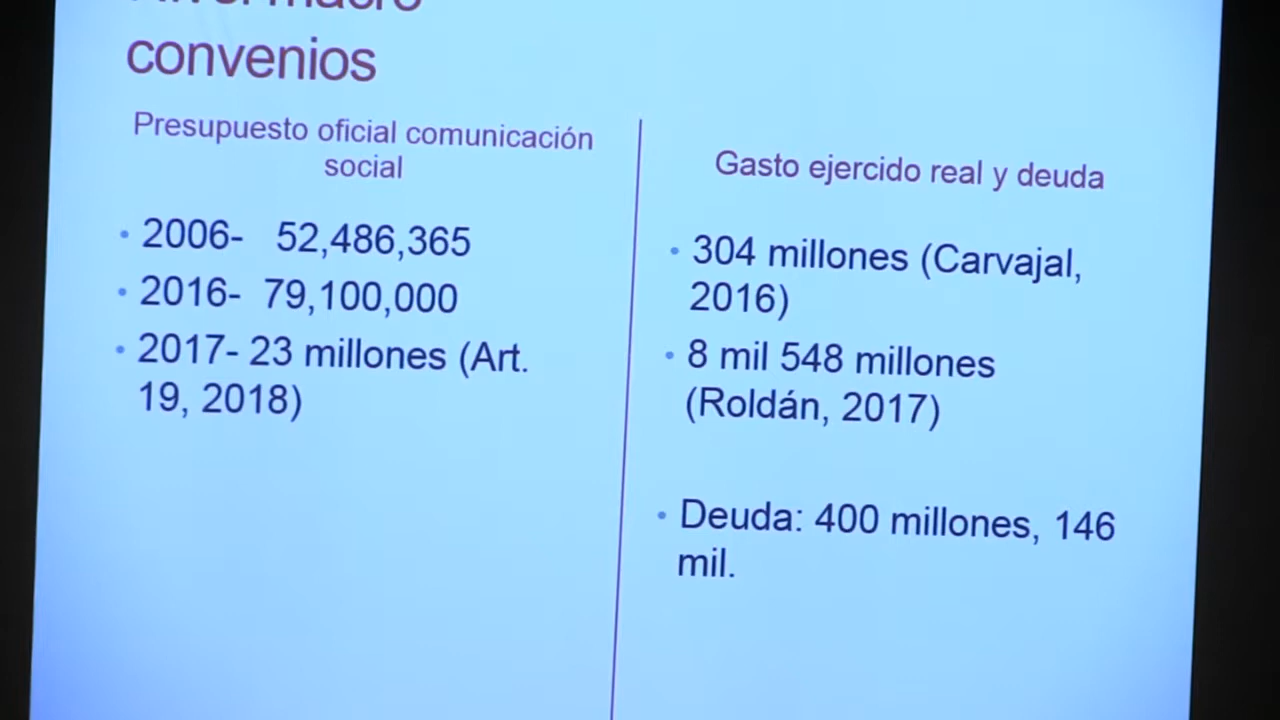 convenios
Presupuesto oficial comunicación
social
• 2006- 52,486,365
• 2016- 79,100,000
• 2017- 23 millones (Art.
19, 2018)
Gasto ejercido real y deuda
• 304 millones (Carvajal,
2016)
• 8 mil 548 millones
(Roldán, 2017)
• Deuda: 400 millones, 146
mil.